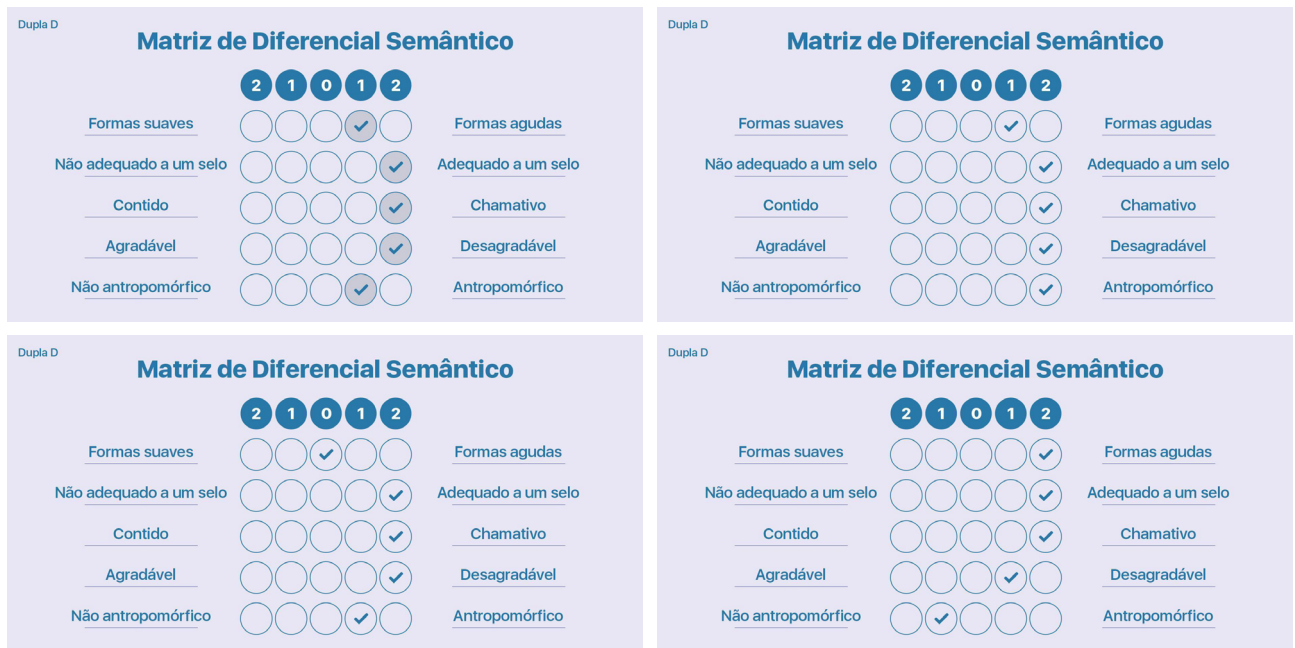 Dupla D
Matriz de Diferencial Semântico
2 1 0 1 2
Formas suaves Formas agudas
Não adequado a um selo Adequado a um selo
Contido Chamativo
Agradável Desagradável
Não antropomórfico Antropomórfico
Dupla D
Matriz de Diferencial Semântico
2 1 0 1 2
Formas suaves Formas agudas
Não adequado a um selo Adequado a um selo
Contido Chamativo
Agradável Desagradável
Não antropomórfico Antropomórfico
Dupla D
Matriz de Diferencial Semântico
2 1 0 1 2
Formas suaves Formas agudas
Não adequado a um selo Adequado a um selo
Contido Chamativo
Agradável Desagradável
Não antropomórfico Antropomórfico
Dupla D
Matriz de Diferencial Semântico
2 1 0 1 2
Formas suaves Formas agudas
Não adequado a um selo Adequado a um selo
Contido Chamativo
Agradável Desagradável
Não antropomórfico Antropomórfico